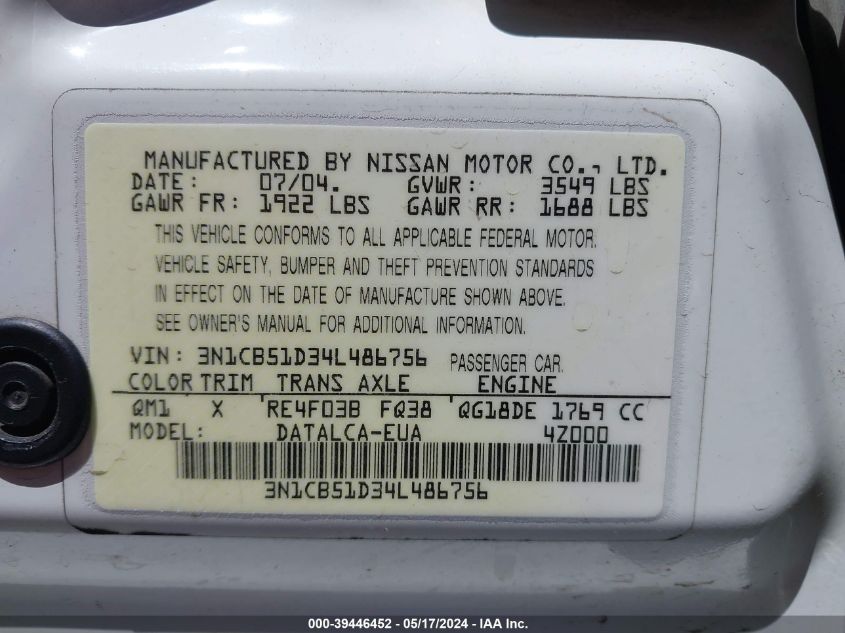 MANUFACTURED BY NISSAN MOTOR CO., LTD.
DATE: 07/04. GVWR: 3549 LBS
GAWR FR: 1922 LBS GAWR RR: 1688 LBS
THIS VEHICLE CONFORMS TO ALL APPLICABLE FEDERAL MOTOR.
VEHICLE SAFETY, BUMPER AND THEFT PREVENTION STANDARDS
IN EFFECT ON THE DATE OF MANUFACTURE SHOWN ABOVE.
SEE OWNER'S MANUAL FOR ADDITIONAL INFORMATION.
VIN: 3N1CB51D34L486756 PASSENGER CAR.
COLOR TRIM TRANS AXLE ENGINE
QM1 X RE4F03B FQ38 QG18DE 1769 CC
MODEL: DATALCA-EUA 4Z000
3N1CB51D34L486756
000-39446452 - 05/17/2024 - IAA Inc.